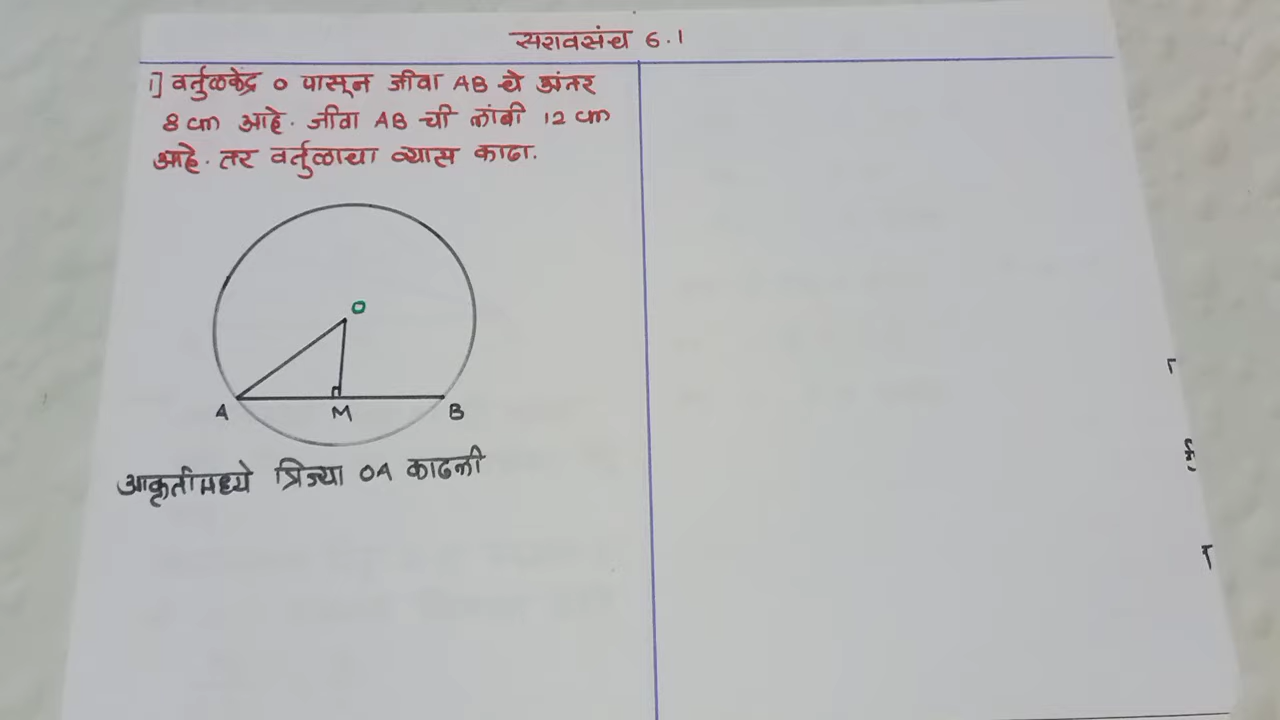 सरावसंच 6.1
1] वर्तुळकेंद्र O पासून जीवा AB चे अंतर
8 cm आहे. जीवा AB ची लांबी 12 cm
आहे. तर वर्तुळाचा व्यास काढा.
O
A M B
आकृतीमध्ये त्रिज्या OA काढली